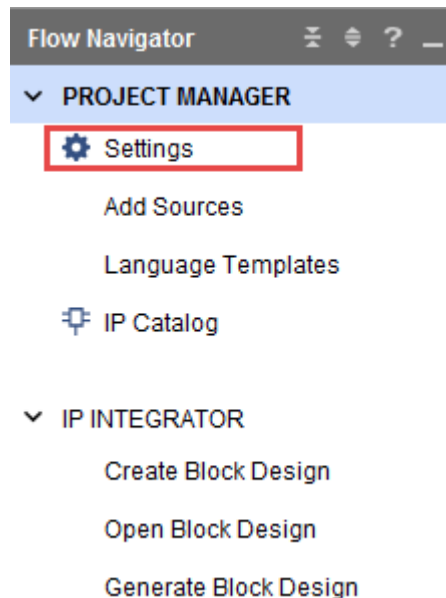 Flow Navigator ?
PROJECT MANAGER
Settings
Add Sources
Language Templates
IP Catalog
IP INTEGRATOR
Create Block Design
Open Block Design
Generate Block Design